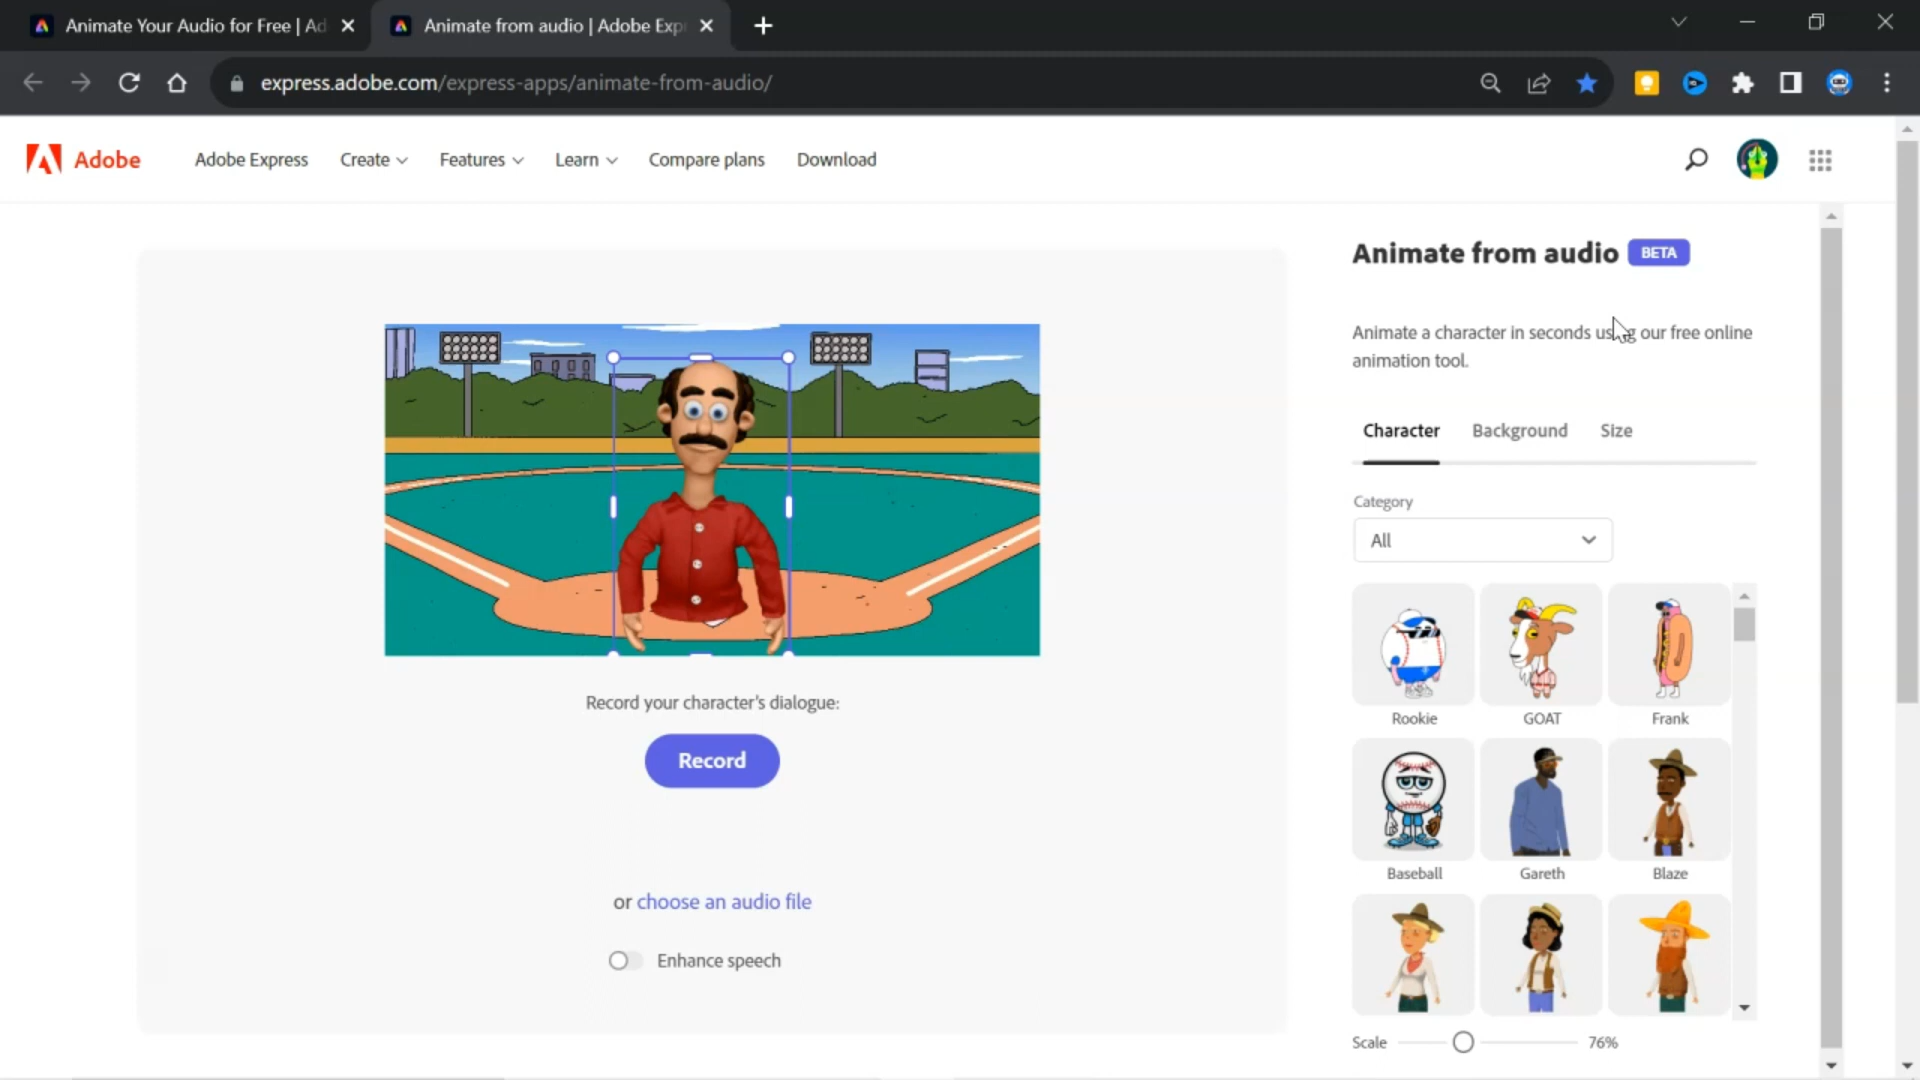 Animate Your Audio for Free | Ad
Animate from audio | Adobe Exp
express.adobe.com/express-apps/animate-from-audio/
Adobe
Adobe Express
Create
Features
Learn
Compare plans
Download
Animate from audio
BETA
Animate a character in seconds using our free online
animation tool.
Character
Background
Size
Category
All
Rookie
GOAT
Frank
Baseball
Gareth
Blaze
Scale
76%
Record your character's dialogue:
Record
or choose an audio file
Enhance speech